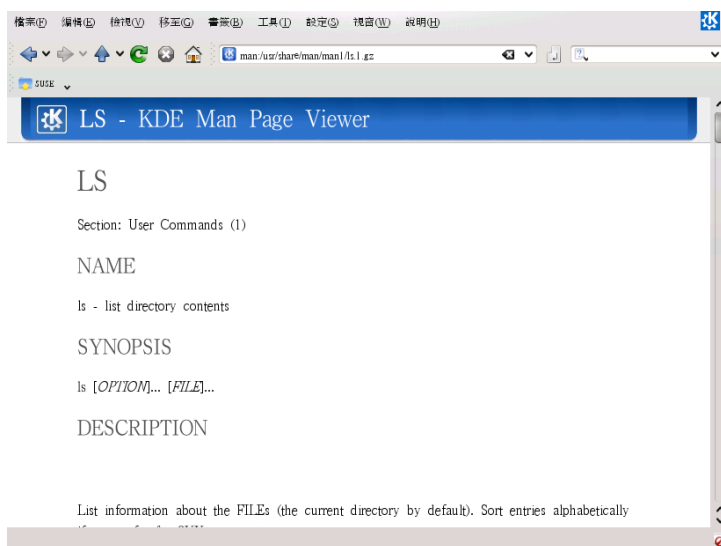 檔案(F) 編輯(E) 檢視(V) 移至(G) 書籤(B) 工具(T) 設定(S) 視窗(W) 說明(H)
man:/usr/share/man/man1/ls.1.gz
SUSE
LS - KDE Man Page Viewer
LS
Section: User Commands (1)
NAME
ls - list directory contents
SYNOPSIS
ls [OPTION]... [FILE]...
DESCRIPTION
List information about the FILEs (the current directory by default). Sort entries alphabetically